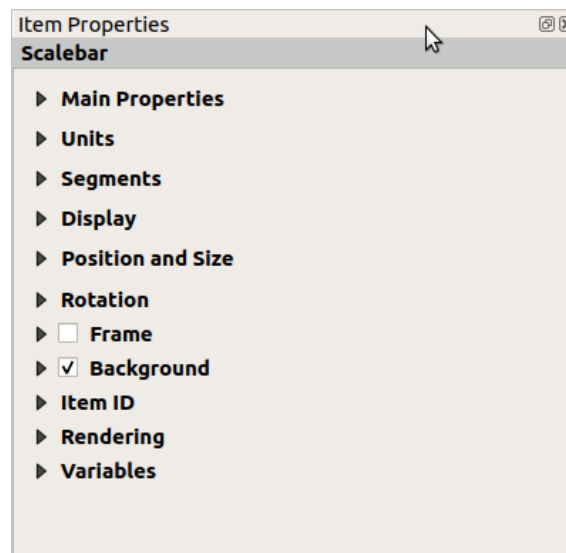 Item Properties
Scalebar
Main Properties
Units
Segments
Display
Position and Size
Rotation
Frame
Background
Item ID
Rendering
Variables